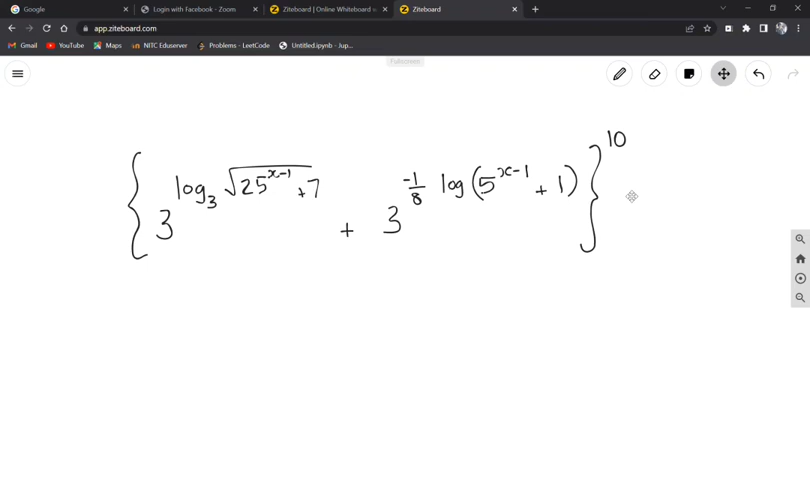 Google
Login with Facebook - Zoom
Ziteboard | Online Whiteboard w
Ziteboard
app.ziteboard.com
Gmail
YouTube
Maps
NITC Eduserver
Problems - LeetCode
Untitled.ipynb - Jup...
Fullscreen
{ 3^{log_3 √(25^{x-1} + 7)} + 3^{-1/8 log(5^{x-1} + 1)} }^{10}